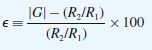 ϵ ≡ |G| − (R₂/R₁) / (R₂/R₁) × 100